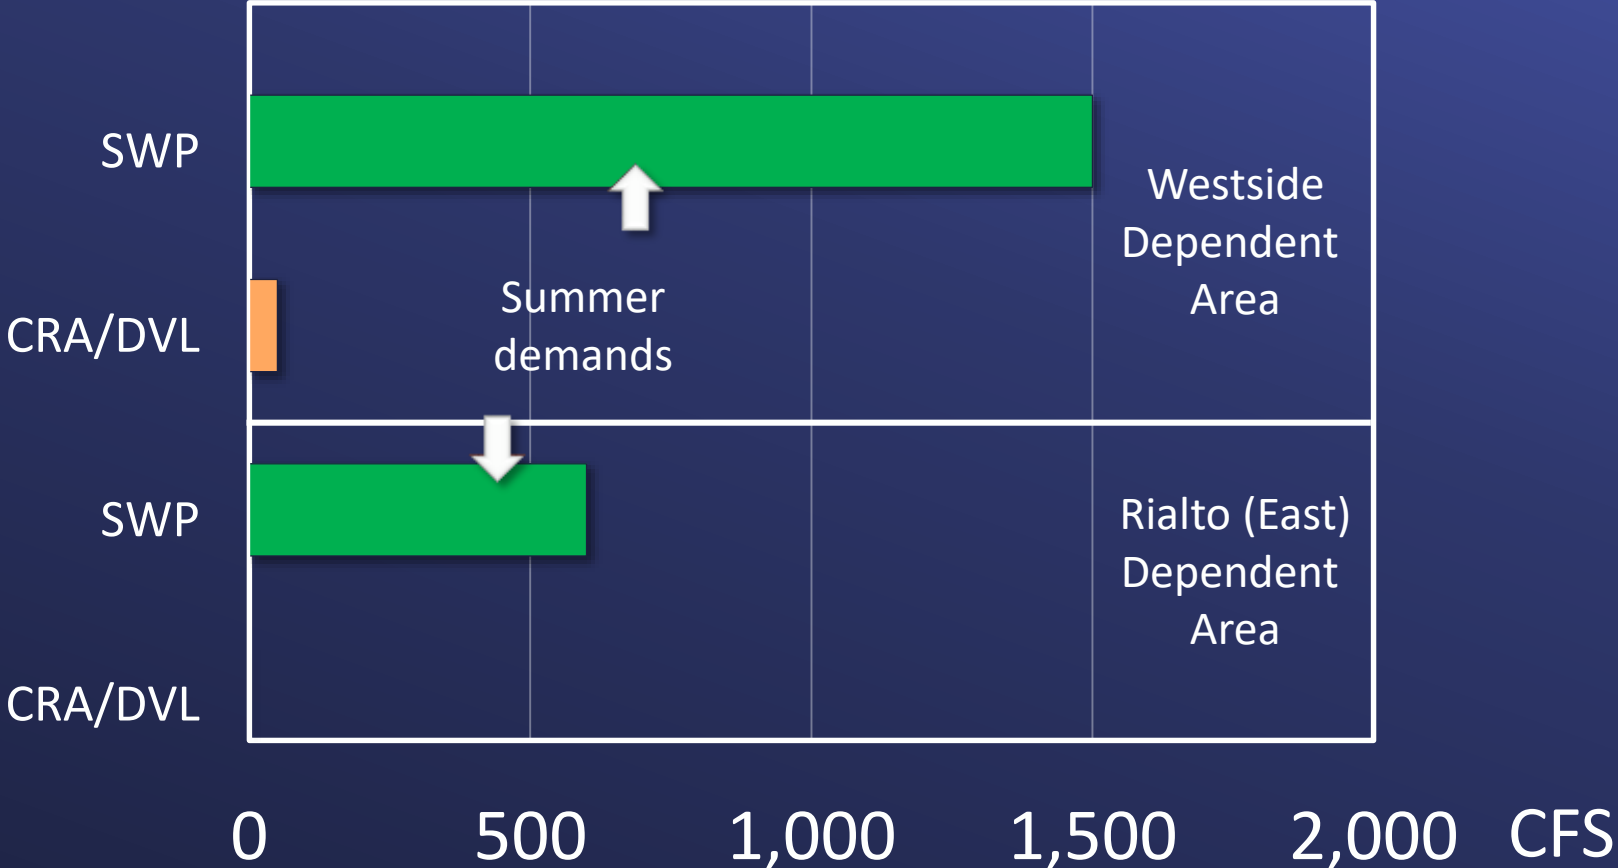 SWP
Westside
Dependent
Area
CRA/DVL
Summer
demands
SWP
Rialto (East)
Dependent
Area
CRA/DVL
0 500 1,000 1,500 2,000 CFS